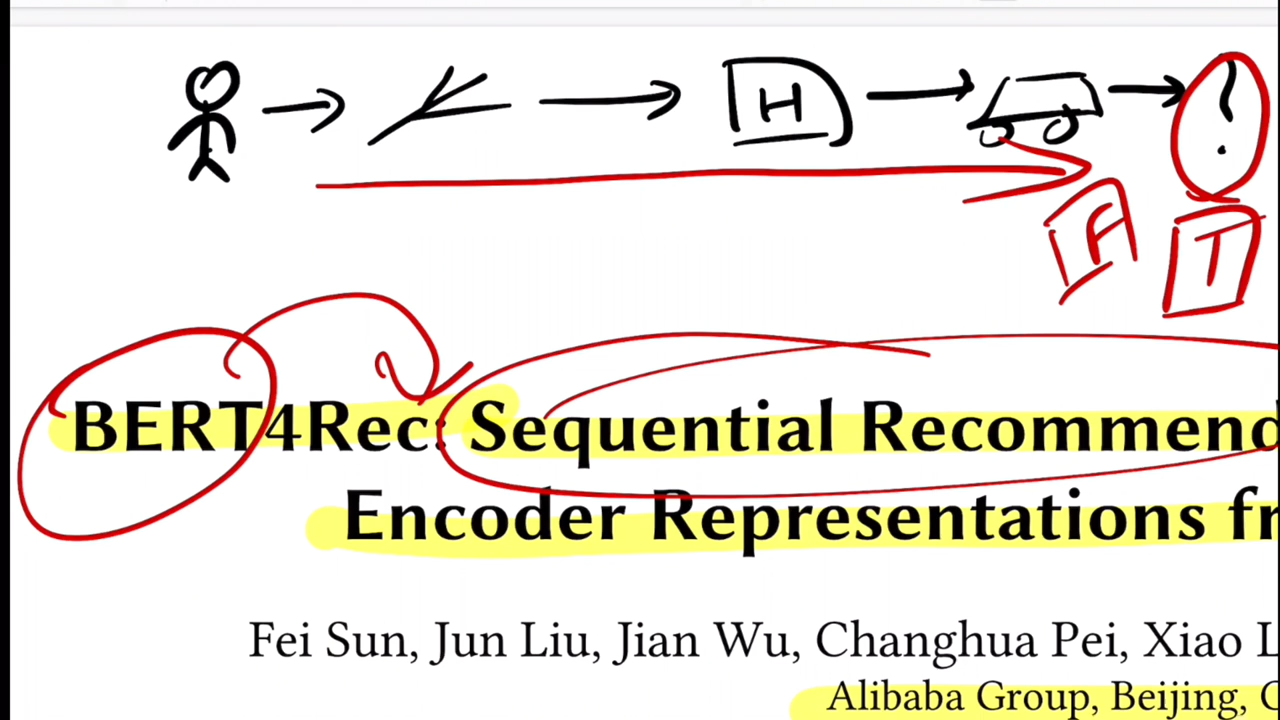 H ?
F T
BERT4Rec: Sequential Recommend
Encoder Representations fr
Fei Sun, Jun Liu, Jian Wu, Changhua Pei, Xiao L
Alibaba Group, Beijing, C